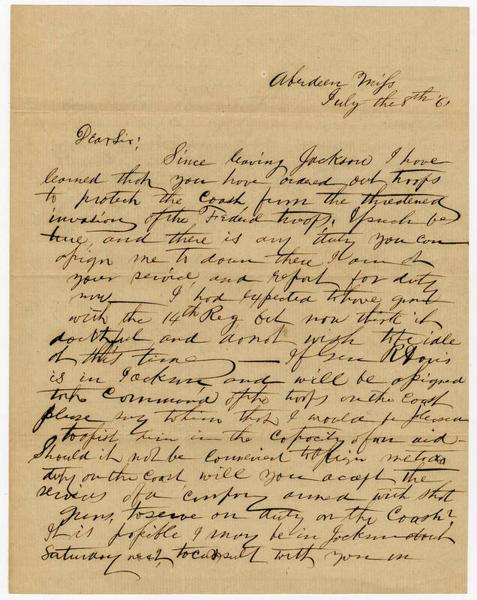 Aberdeen Miss
July the 8th 61
Dear Sir;
Since leaving Jackson I have
learned that you have ordered out troops
to protect the Coast from the threatened
invasion of the Federal troops. If such be
true, and there is any duty you can
assign me to down there I am at
your service, and report for duty
now. I had expected to have gone
with the 14th Reg but now think it
doubtful and do not wish to be idle
at this time — If Gen R Davis
is in Jackson, and will be assigned
to the Command of the troops on the Coast
please say to him that I would be pleased
to assist him in the Capacity of an aid —
Should it not be convenient to assign me to
duty on the Coast will you accept the
services of a company armed with shot
guns, to serve on duty on the Coast?
It is possible I may be in Jackson about
Saturday next, to consult with you in